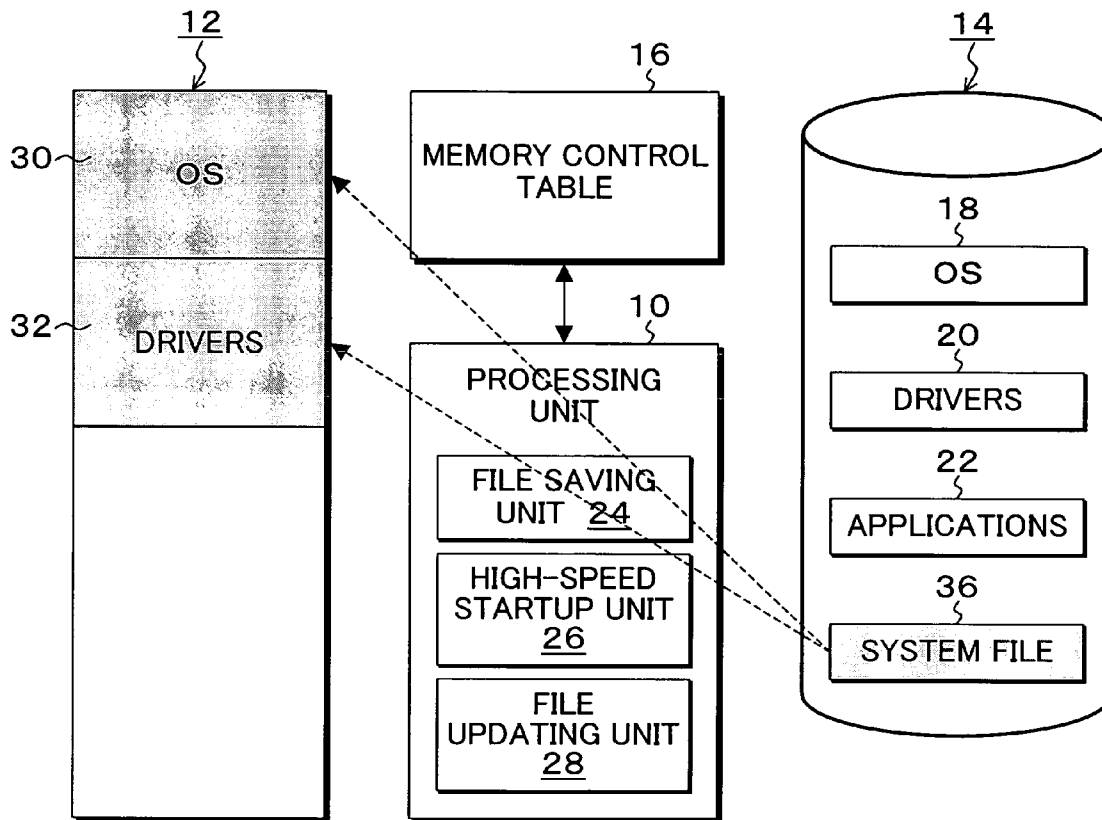 12
30
OS
32
DRIVERS
16
MEMORY CONTROL
TABLE
10
PROCESSING
UNIT
FILE SAVING
UNIT 24
HIGH-SPEED
STARTUP UNIT
26
FILE
UPDATING UNIT
28
14
18
OS
20
DRIVERS
22
APPLICATIONS
36
SYSTEM FILE